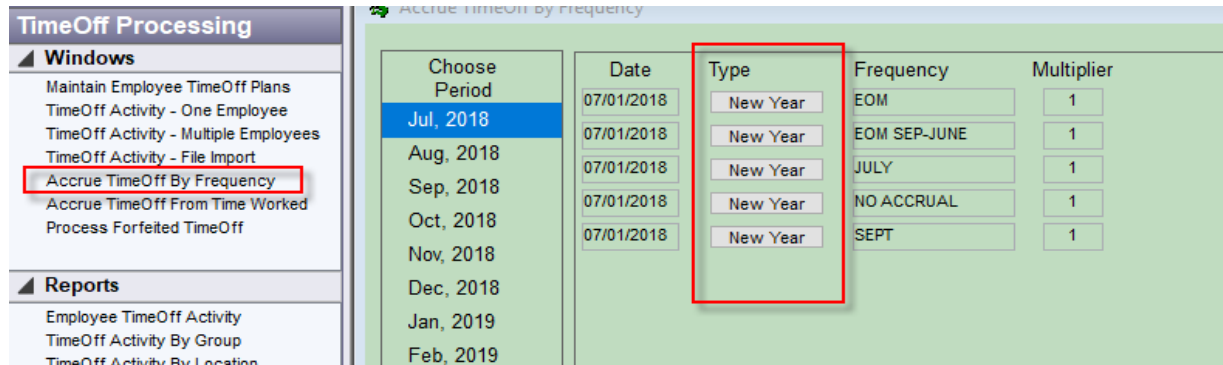 TimeOff Processing
Windows
Maintain Employee TimeOff Plans
TimeOff Activity - One Employee
TimeOff Activity - Multiple Employees
TimeOff Activity - File Import
Accrue TimeOff By Frequency
Accrue TimeOff From Time Worked
Process Forfeited TimeOff
Reports
Employee TimeOff Activity
TimeOff Activity By Group
TimeOff Activity By Location
Accrue TimeOff By Frequency
Choose
Period
Jul, 2018
Aug, 2018
Sep, 2018
Oct, 2018
Nov, 2018
Dec, 2018
Jan, 2019
Feb, 2019
Date Type Frequency Multiplier
07/01/2018 New Year EOM 1
07/01/2018 New Year EOM SEP-JUNE 1
07/01/2018 New Year JULY 1
07/01/2018 New Year NO ACCRUAL 1
07/01/2018 New Year SEPT 1